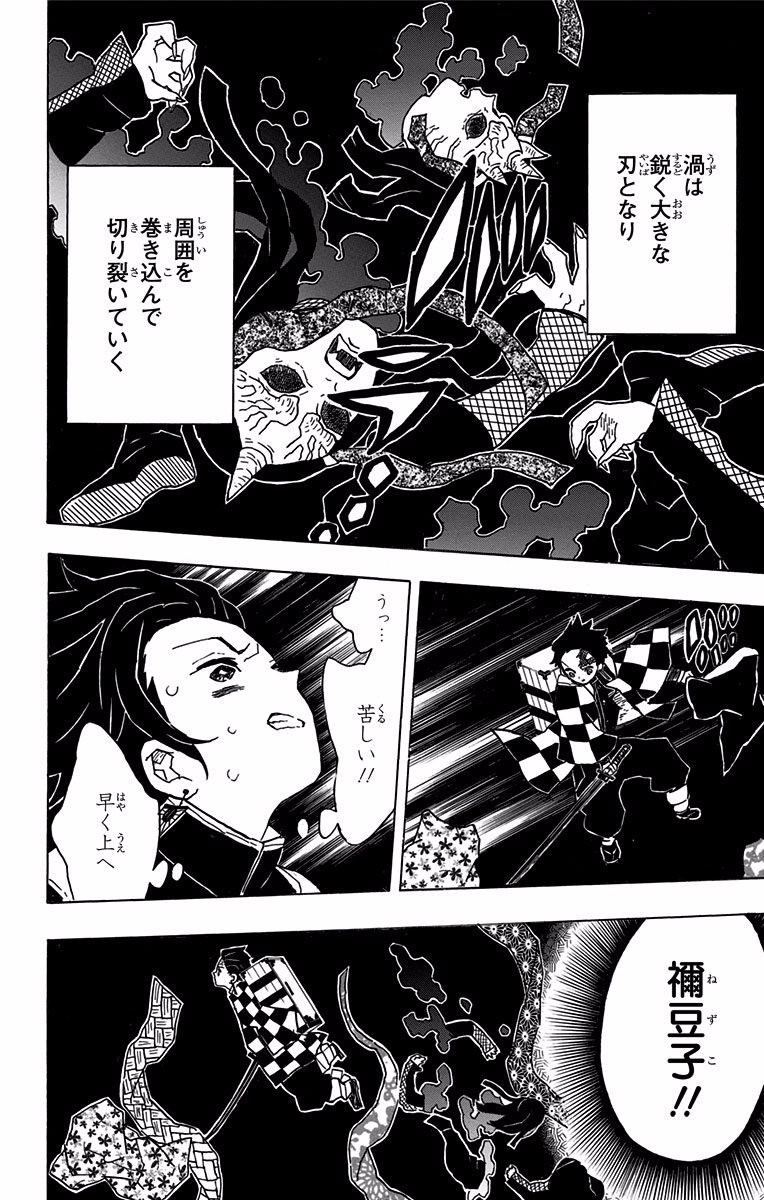 渦は
鋭く大きな
刃となり
周囲を
巻き込んで
切り裂いていく
うっ…
苦しい!!
早く上へ
禰豆子!!